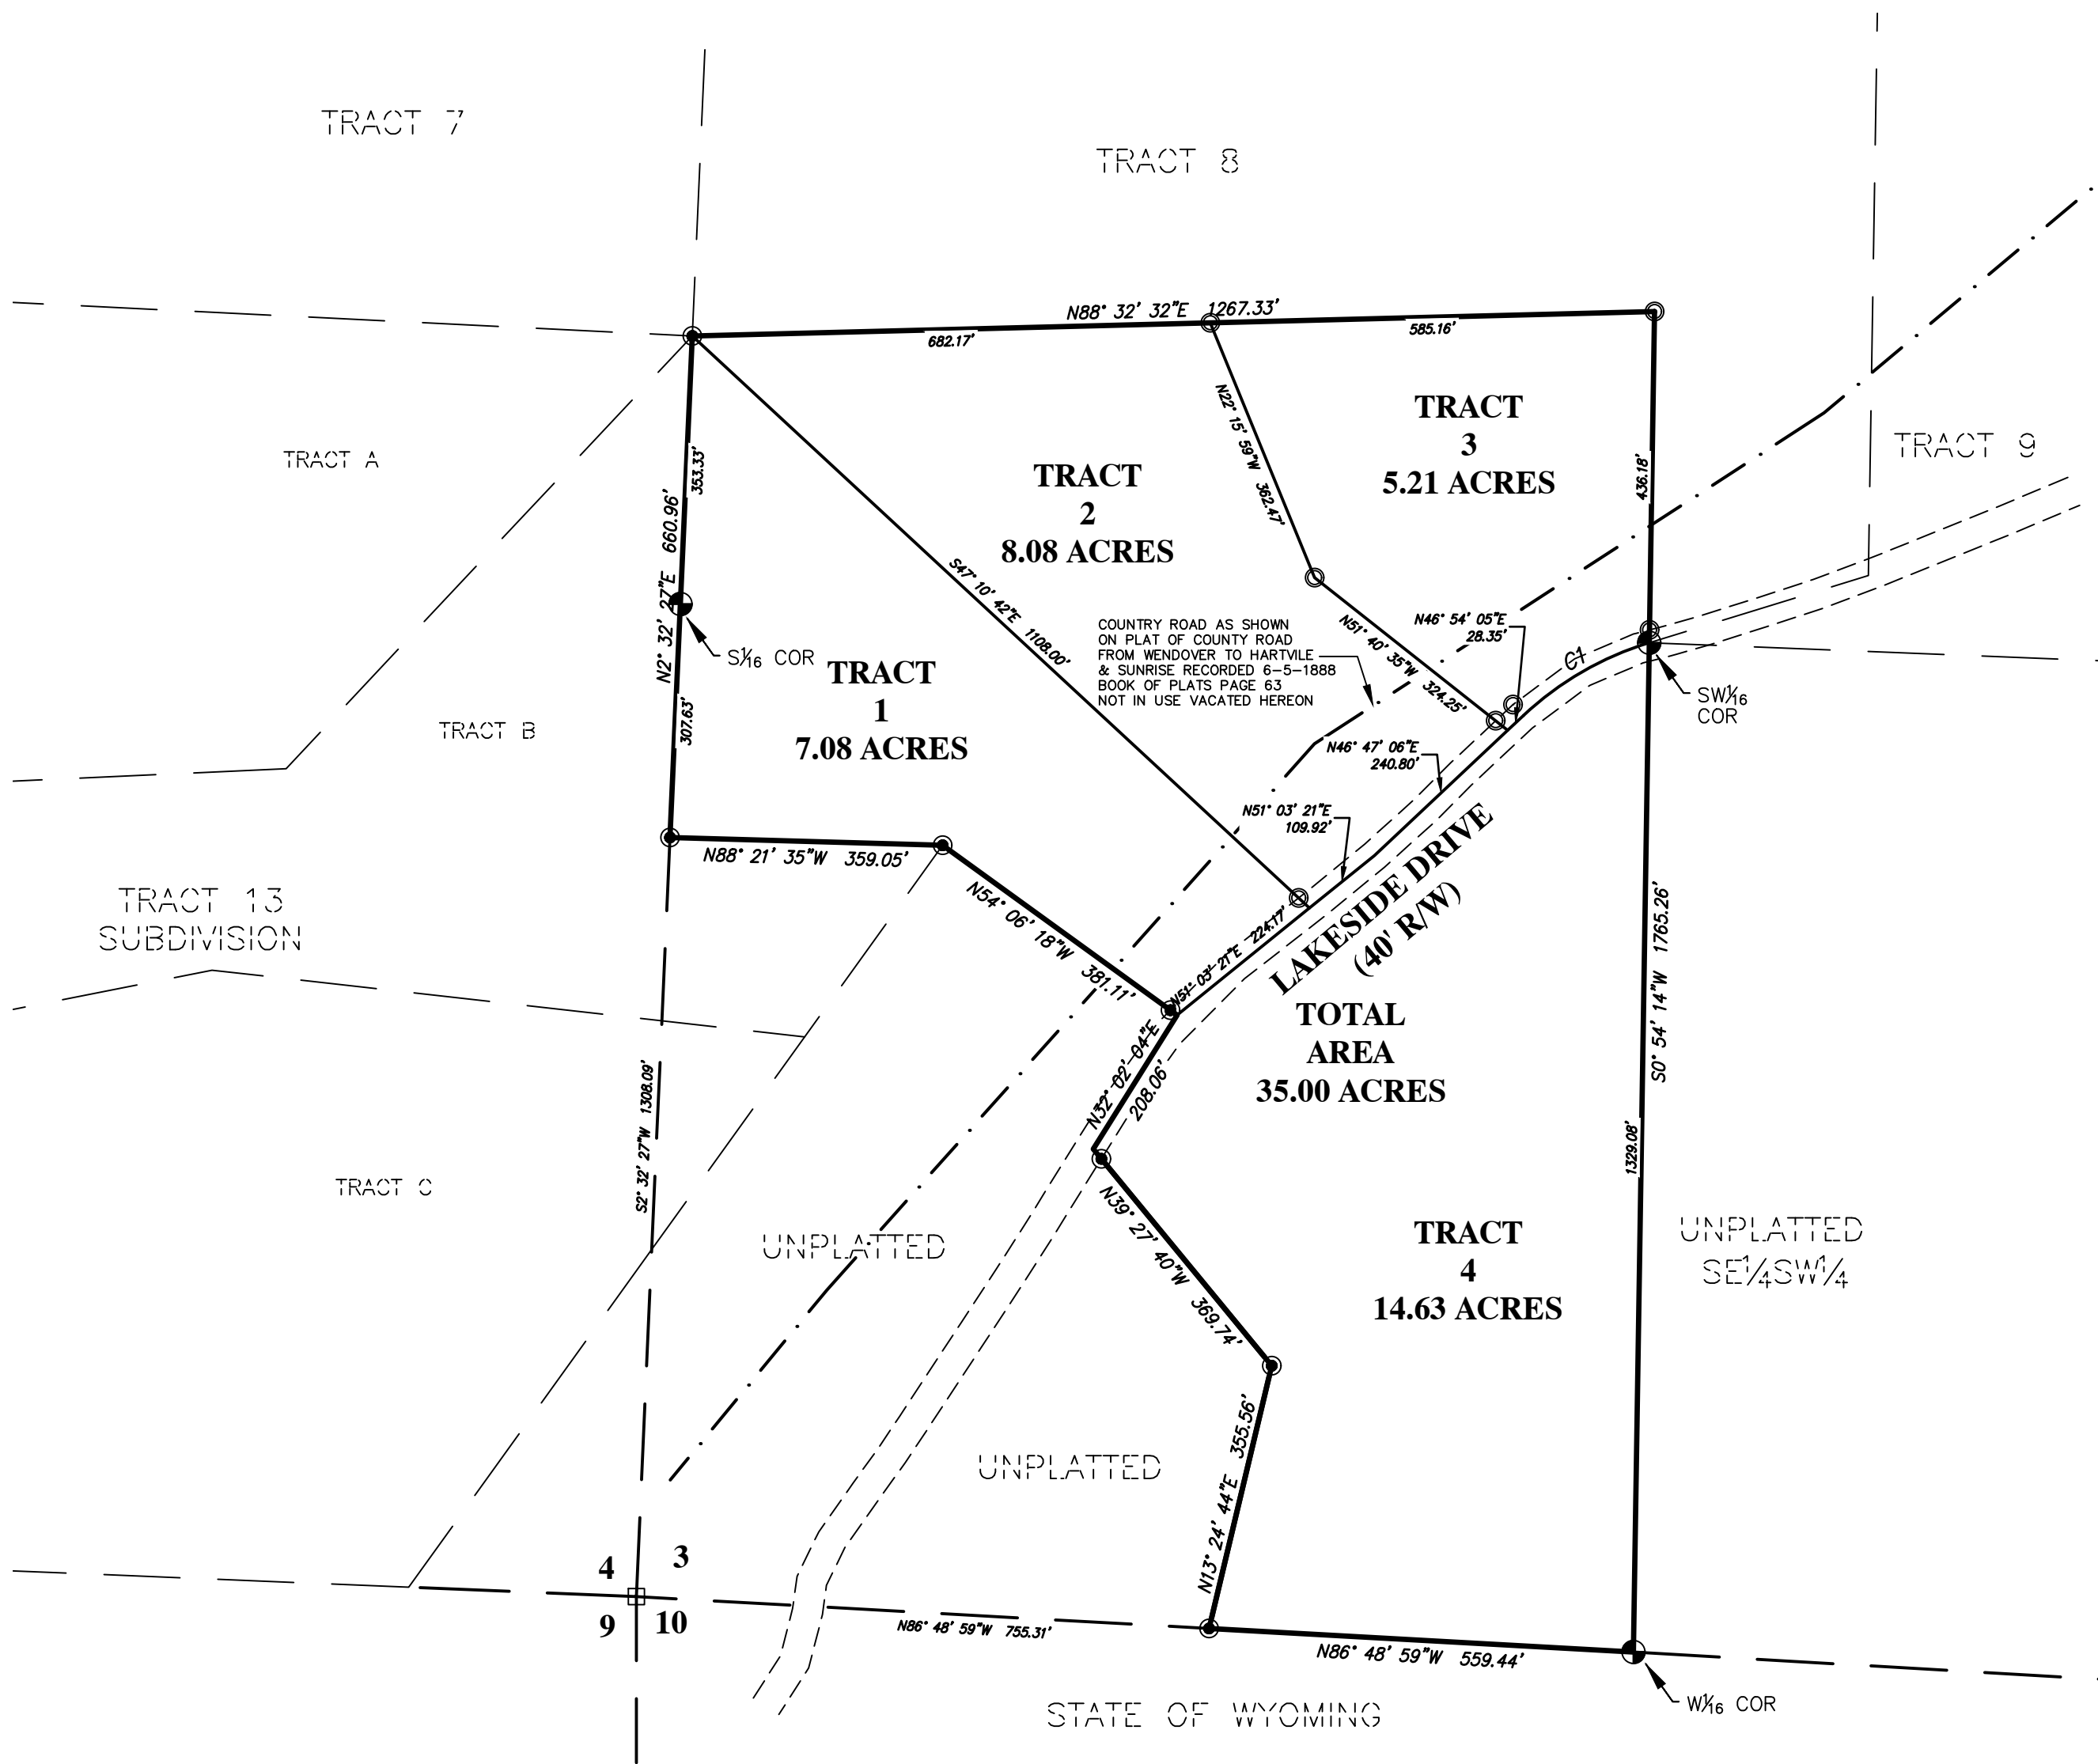 TRACT 7
TRACT 8
N88° 32' 32"E 1267.33'
682.17'
585.16'
TRACT
3
5.21 ACRES
TRACT 9
TRACT A
353.33'
N22° 15' 59"W 362.47'
436.18'
TRACT
2
8.08 ACRES
N2° 32' 27"E 660.96'
S47° 10' 42"E 1108.00'
S1/16 COR
COUNTRY ROAD AS SHOWN
ON PLAT OF COUNTY ROAD
FROM WENDOVER TO HARTVILE
& SUNRISE RECORDED 6-5-1888
BOOK OF PLATS PAGE 63
NOT IN USE VACATED HEREON
N51° 40' 35"W 324.25'
N46° 54' 05"E
28.35'
C1
SW1/16
COR
TRACT
1
7.08 ACRES
307.63'
TRACT B
N46° 47' 06"E
240.80'
N51° 03' 21"E
109.92'
N88° 21' 35"W 359.05'
LAKESIDE DRIVE
(40' R/W)
N54° 06' 18"W 381.11'
N51° 03' 21"E 224.17'
TRACT 13
SUBDIVISION
S0° 54' 14"W 1765.26'
TOTAL
AREA
35.00 ACRES
N32° 02' 04"E
208.06'
S2° 32' 27"W 1308.09'
1329.08'
TRACT C
N39° 27' 40"W 369.74'
UNPLATTED
TRACT
4
14.63 ACRES
UNPLATTED
SE1/4SW1/4
N13° 24' 44"E 355.56'
UNPLATTED
4 3
9 10
N86° 48' 59"W 755.31'
N86° 48' 59"W 559.44'
W1/16 COR
STATE OF WYOMING